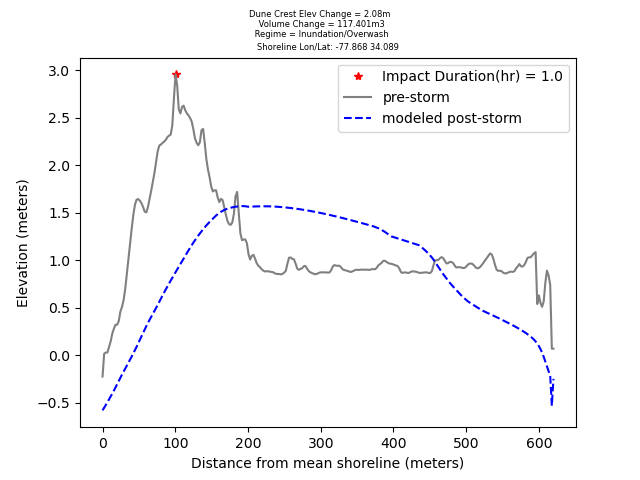 Dune Crest Elev Change = 2.08m
Volume Change = 117.401m3
Regime = Inundation/Overwash
Shoreline Lon/Lat: -77.868 34.089
Impact Duration(hr) = 1.0
pre-storm
modeled post-storm
3.0
2.5
2.0
1.5
1.0
0.5
0.0
−0.5
Elevation (meters)
0 100 200 300 400 500 600
Distance from mean shoreline (meters)